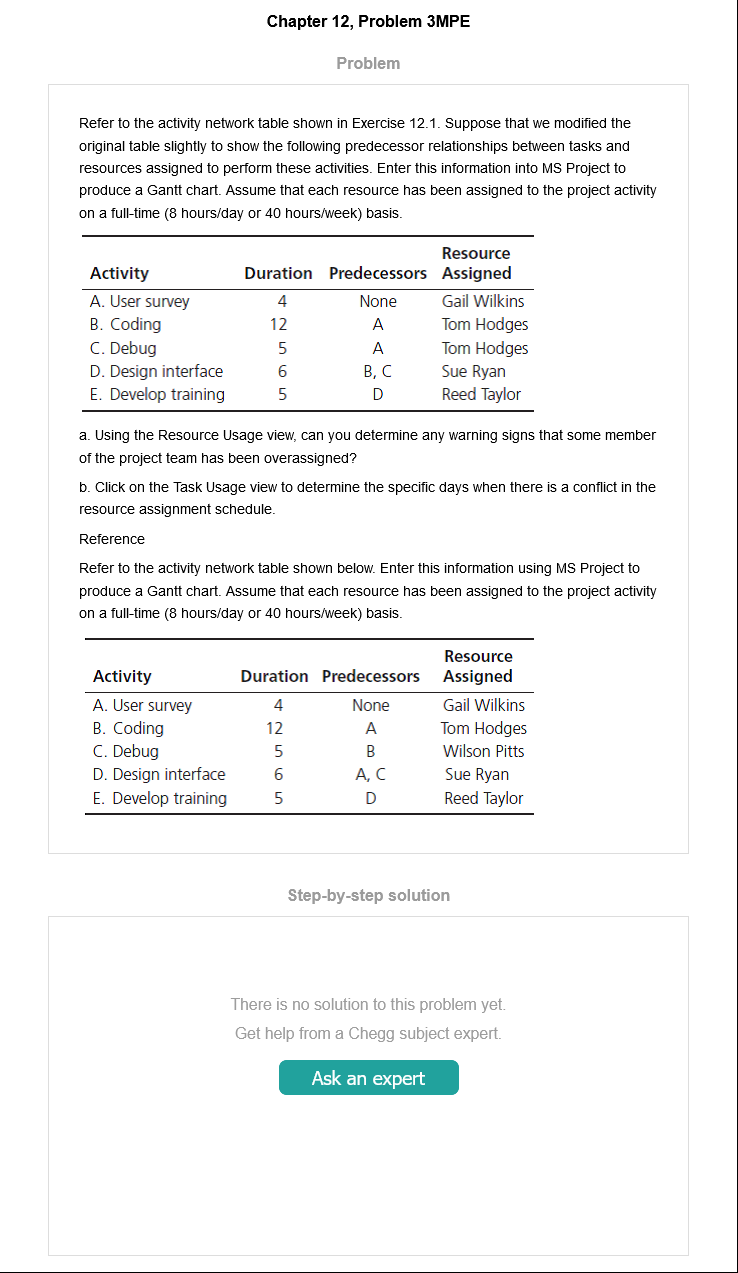 Chapter 12, Problem 3MPE
Problem
Refer to the activity network table shown in Exercise 12.1. Suppose that we modified the
original table slightly to show the following predecessor relationships between tasks and
resources assigned to perform these activities. Enter this information into MS Project to
produce a Gantt chart. Assume that each resource has been assigned to the project activity
on a full-time (8 hours/day or 40 hours/week) basis.
Resource
Activity Duration Predecessors Assigned
A. User survey 4 None Gail Wilkins
B. Coding 12 A Tom Hodges
C. Debug 5 A Tom Hodges
D. Design interface 6 B, C Sue Ryan
E. Develop training 5 D Reed Taylor
a. Using the Resource Usage view, can you determine any warning signs that some member
of the project team has been overassigned?
b. Click on the Task Usage view to determine the specific days when there is a conflict in the
resource assignment schedule.
Reference
Refer to the activity network table shown below. Enter this information using MS Project to
produce a Gantt chart. Assume that each resource has been assigned to the project activity
on a full-time (8 hours/day or 40 hours/week) basis.
Resource
Activity Duration Predecessors Assigned
A. User survey 4 None Gail Wilkins
B. Coding 12 A Tom Hodges
C. Debug 5 B Wilson Pitts
D. Design interface 6 A, C Sue Ryan
E. Develop training 5 D Reed Taylor
Step-by-step solution
There is no solution to this problem yet.
Get help from a Chegg subject expert.
Ask an expert